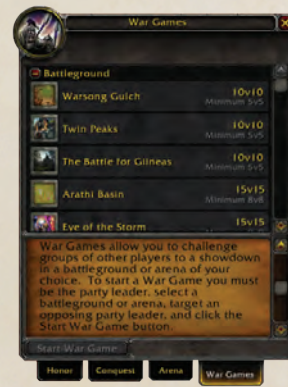 War Games
Battleground
Warsong Gulch 10v10
Minimum 5v5
Twin Peaks 10v10
Minimum 5v5
The Battle for Gilneas 10v10
Minimum 5v5
Arathi Basin 15v15
Minimum 8v8
Eye of the Storm 15v15
War Games allow you to challenge
groups of other players to a showdown
in a battleground or arena of your
choice. To start a War Game you must
be the party leader, select a
battleground or arena, target an
opposing party leader, and click the
Start War Game button.
Start War Game
Honor Conquest Arena War Games